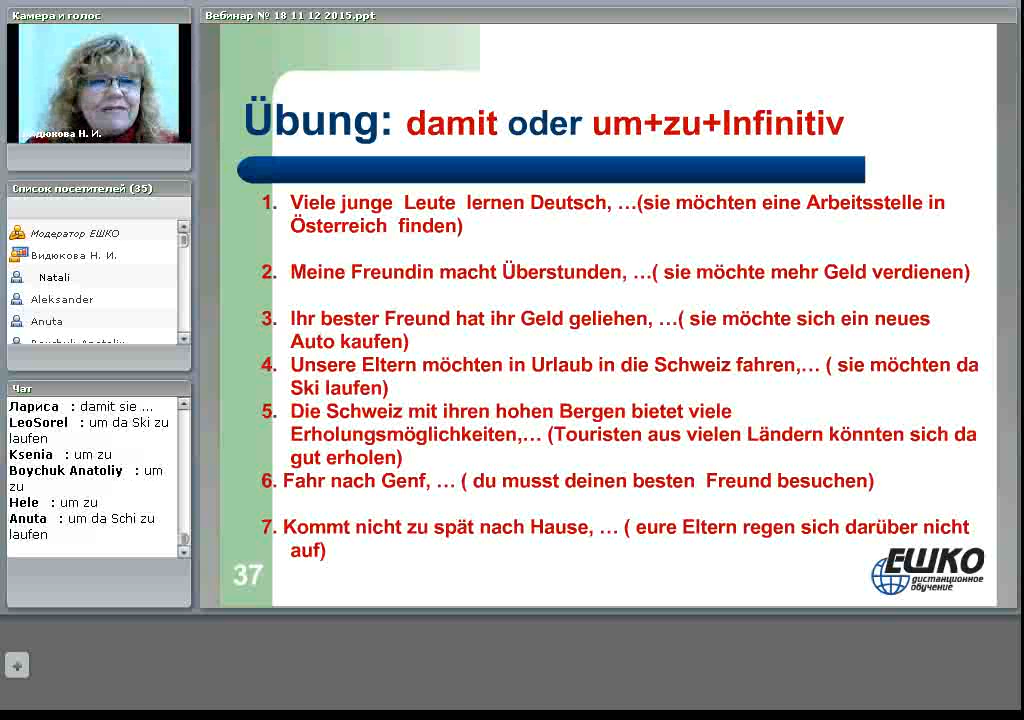 Камера и голос
Видюкова Н. И.
Список посетителей (35)
Модератор ЕШКО
Видюкова Н. И.
Natali
Aleksander
Anuta
Boychuk Anatoliy
Чат
Лариса : damit sie ...
LeoSorel : um da Ski zu
laufen
Ksenia : um zu
Boychuk Anatoliy : um
zu
Hele : um zu
Anuta : um da Schi zu
laufen
Вебинар № 18 11 12 2015.ppt
Übung: damit oder um+zu+Infinitiv
1. Viele junge Leute lernen Deutsch, …(sie möchten eine Arbeitsstelle in
Österreich finden)
2. Meine Freundin macht Überstunden, …( sie möchte mehr Geld verdienen)
3. Ihr bester Freund hat ihr Geld geliehen, …( sie möchte sich ein neues
Auto kaufen)
4. Unsere Eltern möchten in Urlaub in die Schweiz fahren,… ( sie möchten da
Ski laufen)
5. Die Schweiz mit ihren hohen Bergen bietet viele
Erholungsmöglichkeiten,… (Touristen aus vielen Ländern könnten sich da
gut erholen)
6. Fahr nach Genf, … ( du musst deinen besten Freund besuchen)
7. Kommt nicht zu spät nach Hause, … ( eure Eltern regen sich darüber nicht
auf)
37
ЕШКО
дистанционное
обучение